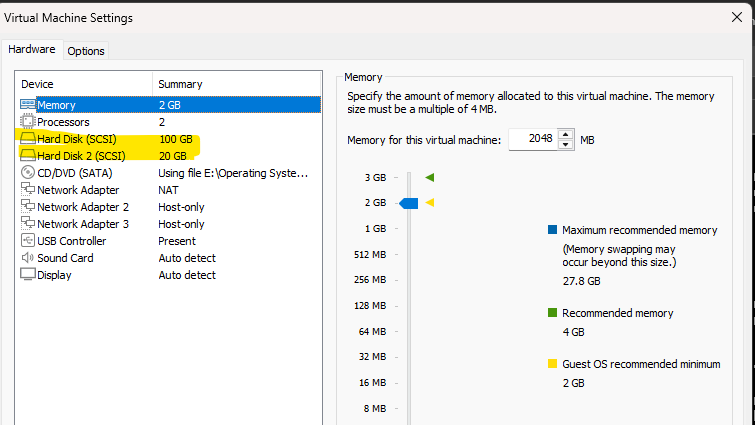 Virtual Machine Settings
Hardware Options
Device Summary
Memory 2 GB
Processors 2
Hard Disk (SCSI) 100 GB
Hard Disk 2 (SCSI) 20 GB
CD/DVD (SATA) Using file E:\Operating Syste...
Network Adapter NAT
Network Adapter 2 Host-only
Network Adapter 3 Host-only
USB Controller Present
Sound Card Auto detect
Display Auto detect
Memory
Specify the amount of memory allocated to this virtual machine. The memory
size must be a multiple of 4 MB.
Memory for this virtual machine: 2048 MB
3 GB
2 GB
1 GB
512 MB
256 MB
128 MB
64 MB
32 MB
16 MB
8 MB
Maximum recommended memory
(Memory swapping may
occur beyond this size.)
27.8 GB
Recommended memory
4 GB
Guest OS recommended minimum
2 GB